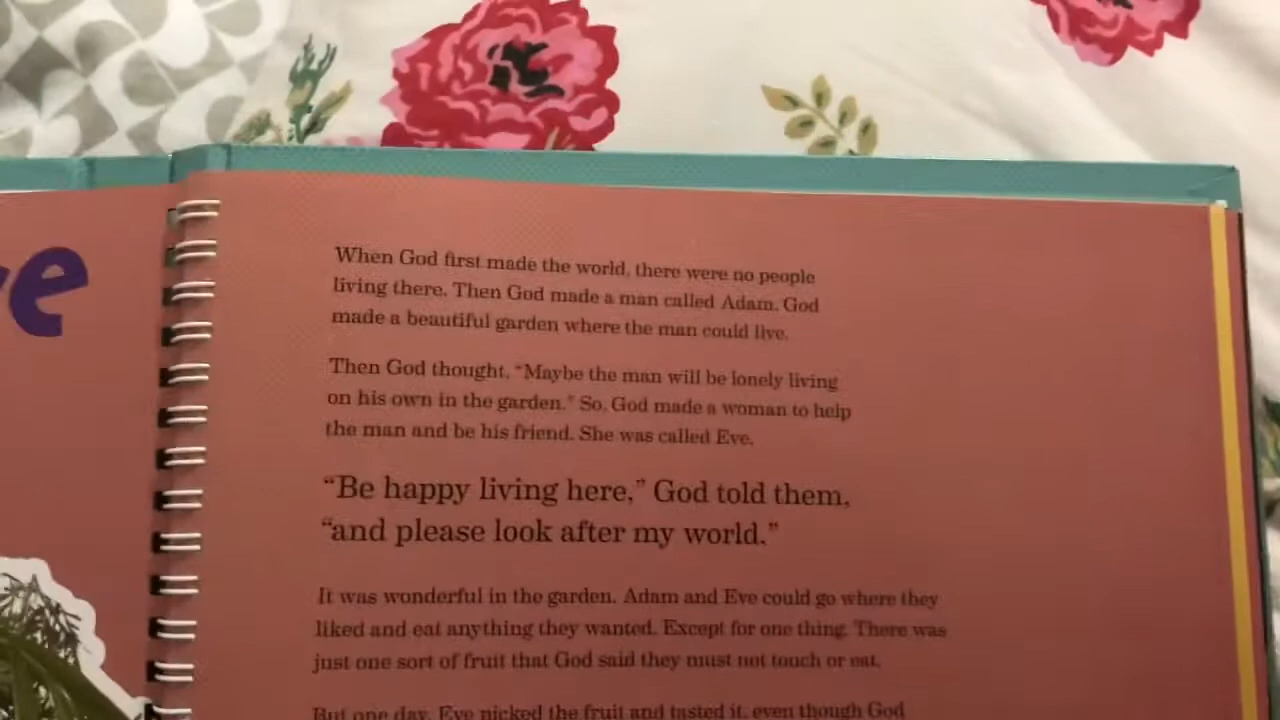 e
When God first made the world, there were no people
living there. Then God made a man called Adam. God
made a beautiful garden where the man could live.
Then God thought, “Maybe the man will be lonely living
on his own in the garden.” So, God made a woman to help
the man and be his friend. She was called Eve.
“Be happy living here,” God told them,
“and please look after my world.”
It was wonderful in the garden. Adam and Eve could go where they
liked and eat anything they wanted. Except for one thing. There was
just one sort of fruit that God said they must not touch or eat.
But one day, Eve picked the fruit and tasted it, even though God